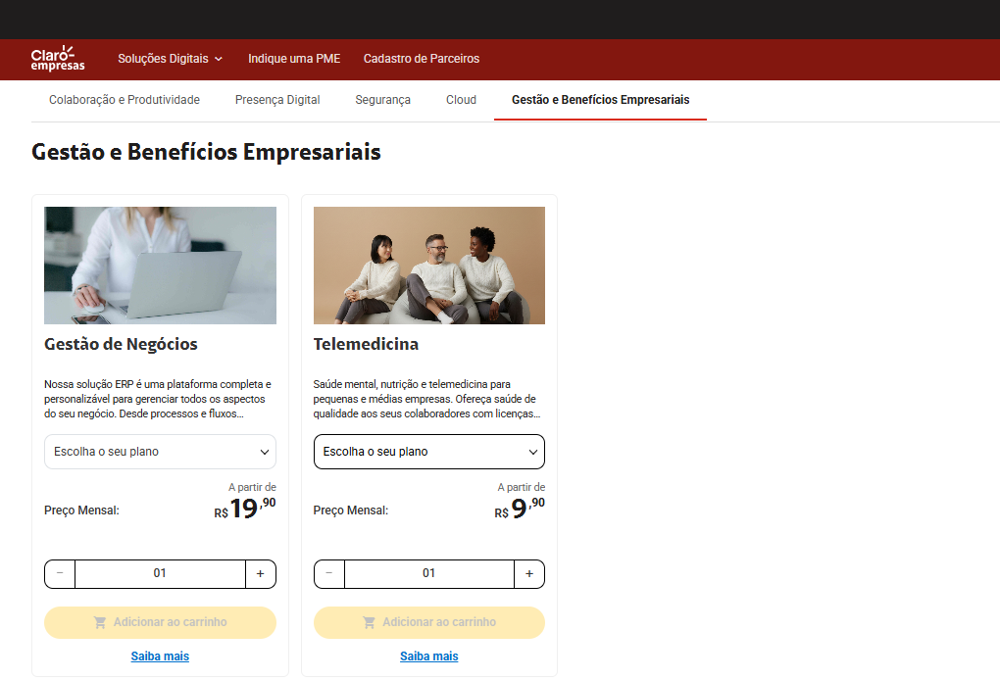 Claro
empresas
Soluções Digitais
Indique uma PME
Cadastro de Parceiros
Colaboração e Produtividade
Presença Digital
Segurança
Cloud
Gestão e Benefícios Empresariais
Gestão e Benefícios Empresariais
Gestão de Negócios
Nossa solução ERP é uma plataforma completa e
personalizável para gerenciar todos os aspectos
do seu negócio. Desde processos e fluxos...
Escolha o seu plano
A partir de
Preço Mensal:
R$ 19,90
− 01 +
Adicionar ao carrinho
Saiba mais
Telemedicina
Saúde mental, nutrição e telemedicina para
pequenas e médias empresas. Ofereça saúde de
qualidade aos seus colaboradores com licenças...
Escolha o seu plano
A partir de
Preço Mensal:
R$ 9,90
− 01 +
Adicionar ao carrinho
Saiba mais